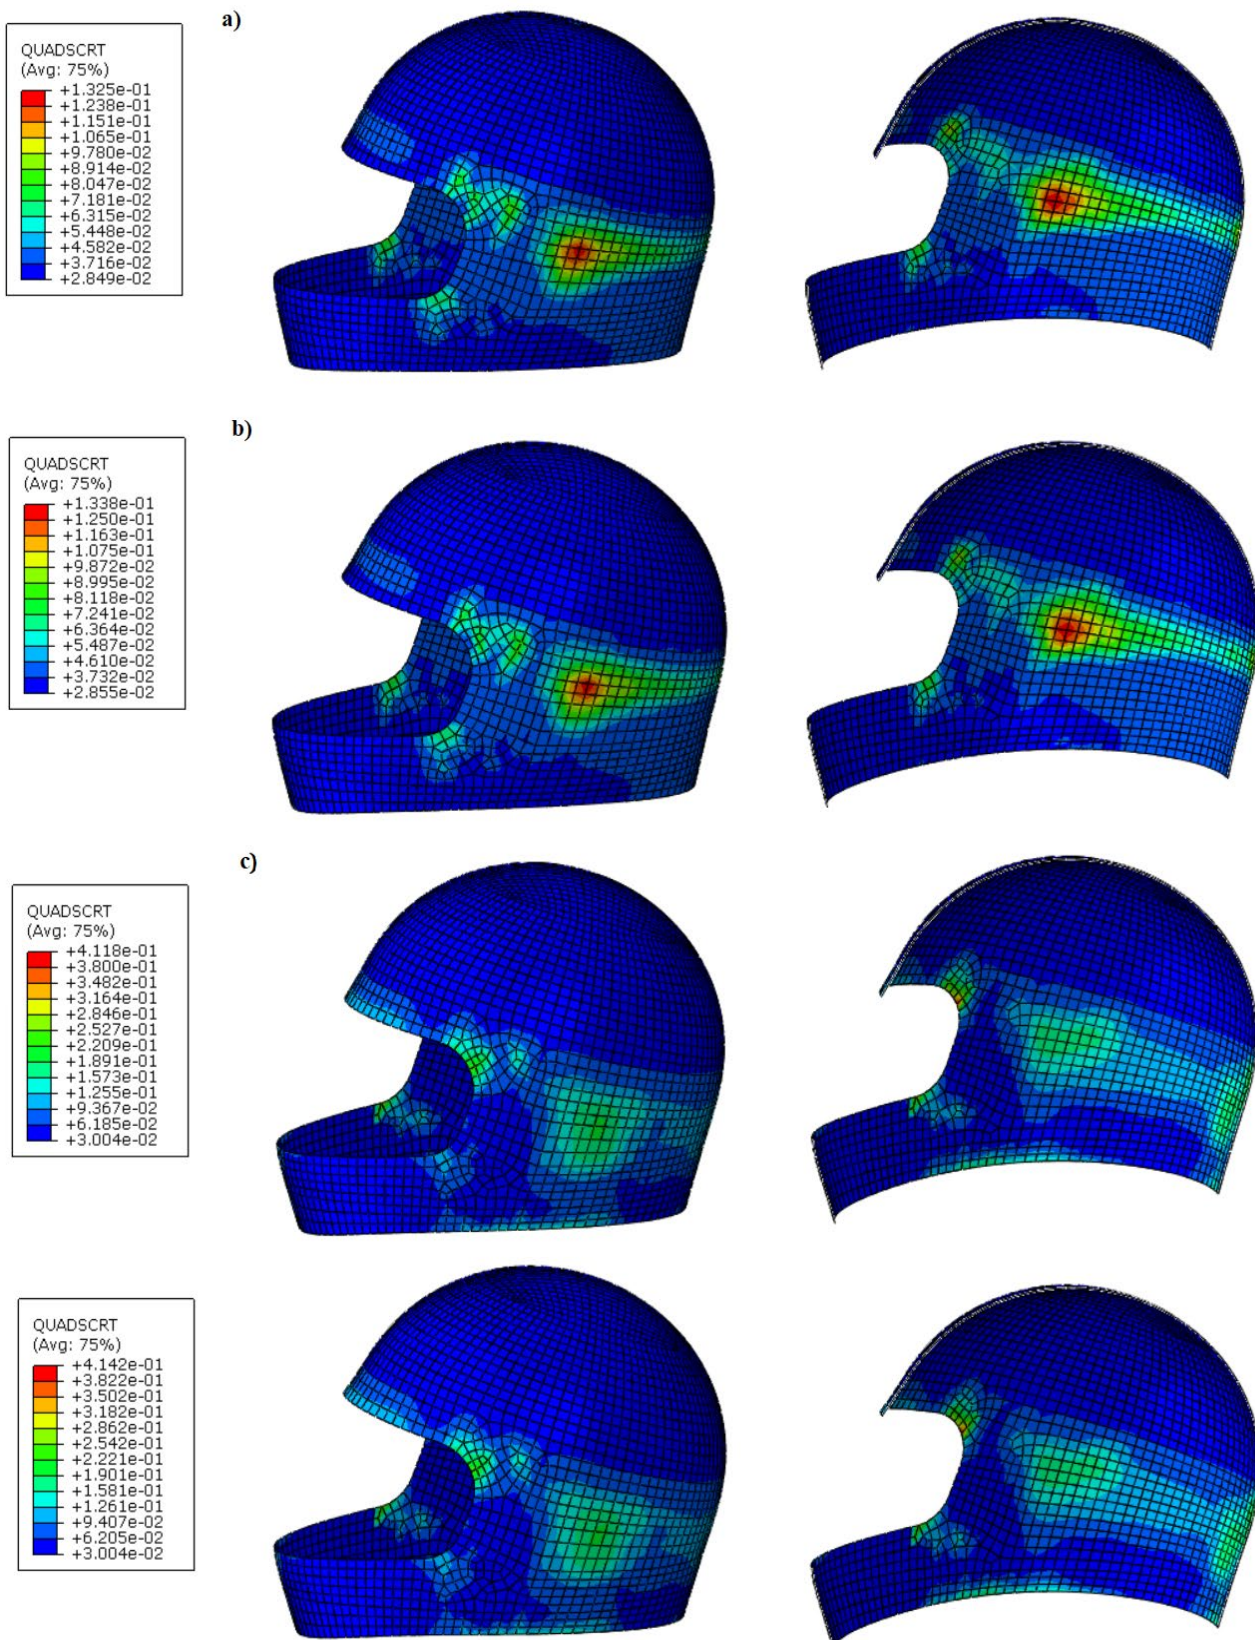 a)
QUADSCRT
(Avg: 75%)
+1.325e-01
+1.238e-01
+1.151e-01
+1.065e-01
+9.780e-02
+8.914e-02
+8.047e-02
+7.181e-02
+6.315e-02
+5.448e-02
+4.582e-02
+3.716e-02
+2.849e-02
b)
QUADSCRT
(Avg: 75%)
+1.338e-01
+1.250e-01
+1.163e-01
+1.075e-01
+9.872e-02
+8.995e-02
+8.118e-02
+7.241e-02
+6.364e-02
+5.487e-02
+4.610e-02
+3.732e-02
+2.855e-02
c)
QUADSCRT
(Avg: 75%)
+4.118e-01
+3.800e-01
+3.482e-01
+3.164e-01
+2.846e-01
+2.527e-01
+2.209e-01
+1.891e-01
+1.573e-01
+1.255e-01
+9.367e-02
+6.185e-02
+3.004e-02
QUADSCRT
(Avg: 75%)
+4.142e-01
+3.822e-01
+3.502e-01
+3.182e-01
+2.862e-01
+2.542e-01
+2.221e-01
+1.901e-01
+1.581e-01
+1.261e-01
+9.407e-02
+6.205e-02
+3.004e-02